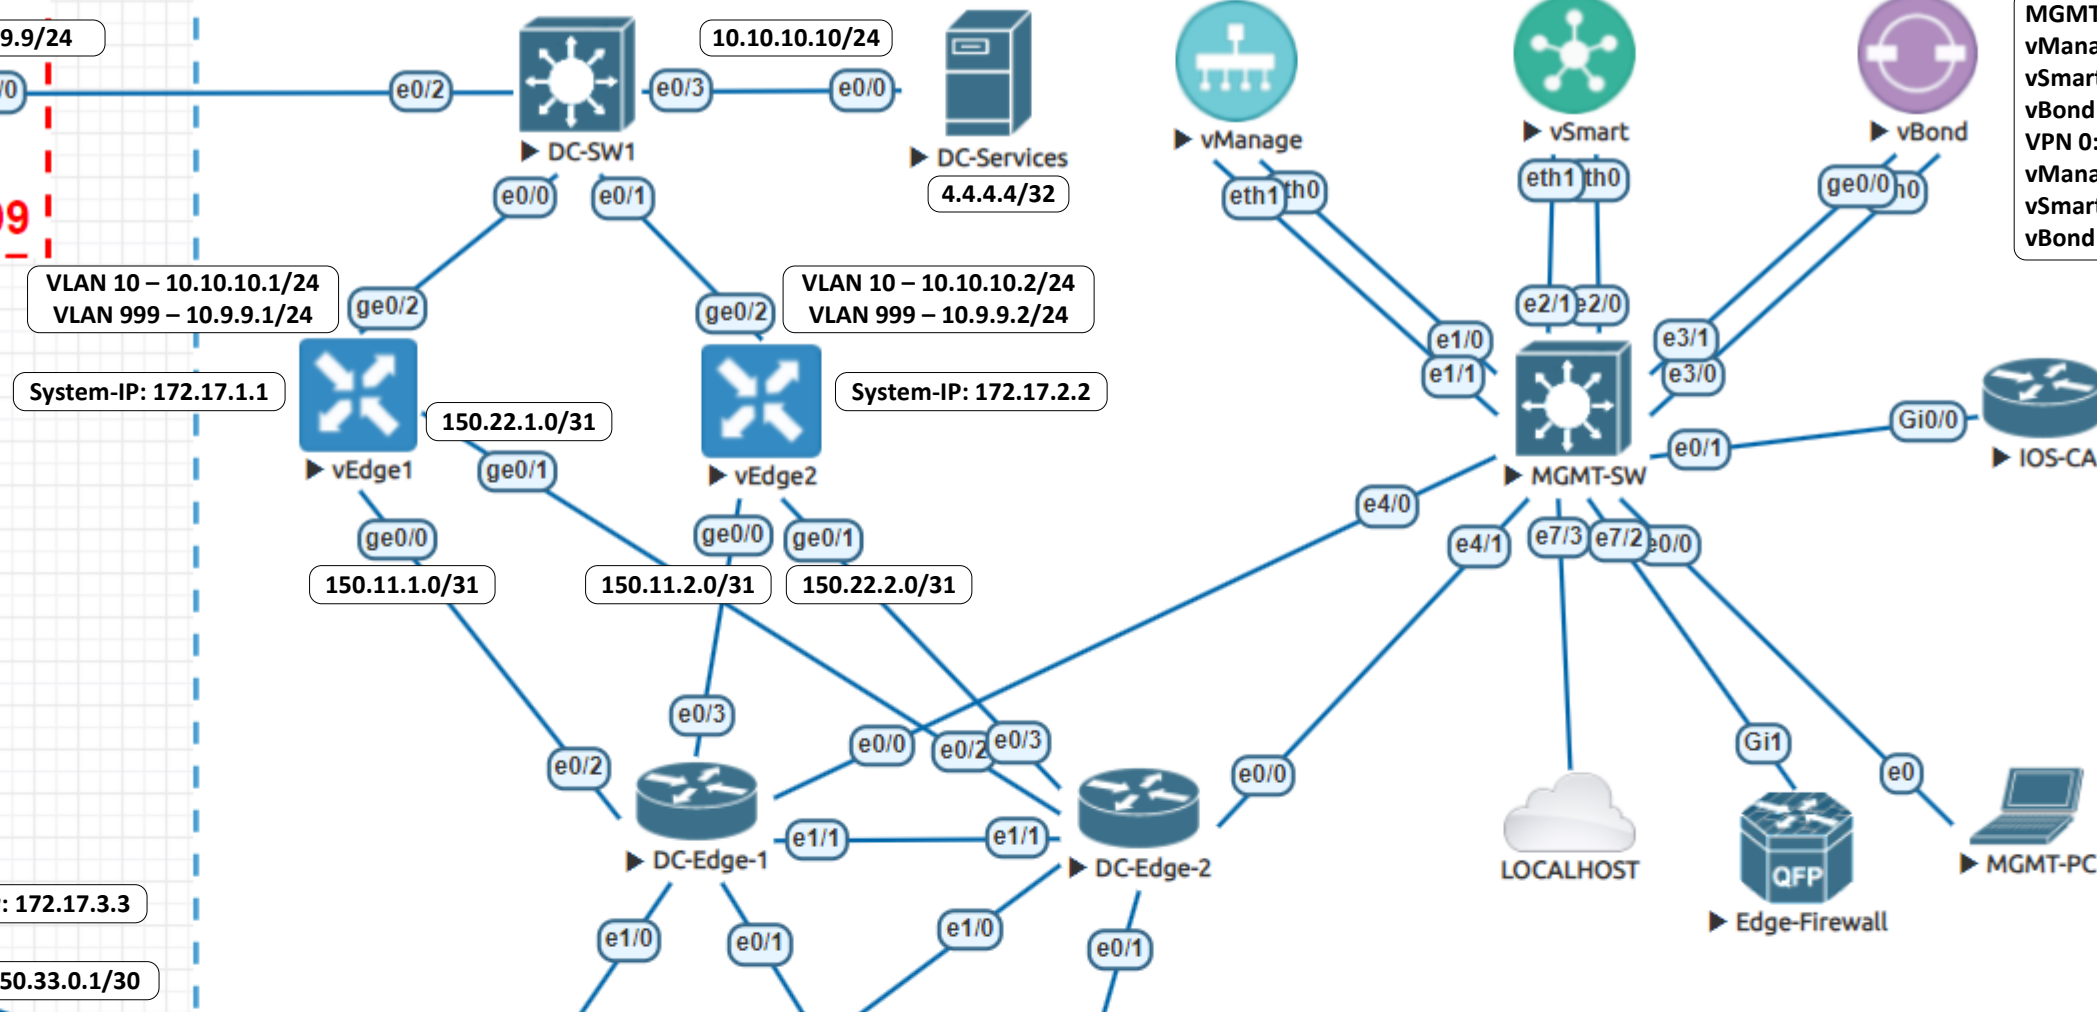 9.9/24
/0
e0/2
DC-SW1
e0/3
10.10.10.10/24
e0/0
DC-Services
4.4.4.4/32
e0/0
e0/1
99
VLAN 10 – 10.10.10.1/24
VLAN 999 – 10.9.9.1/24
ge0/2
ge0/2
VLAN 10 – 10.10.10.2/24
VLAN 999 – 10.9.9.2/24
System-IP: 172.17.1.1
System-IP: 172.17.2.2
vEdge1
150.22.1.0/31
ge0/1
vEdge2
ge0/0
ge0/0
ge0/1
150.11.1.0/31
150.11.2.0/31
150.22.2.0/31
vManage
eth1
th0
vSmart
eth1
th0
vBond
ge0/0
h0
MGMT
vMana
vSmart
vBond
VPN 0:
vMana
vSmart
vBond
e1/0
e1/1
e2/1
e2/0
e3/1
e3/0
MGMT-SW
e0/1
Gi0/0
IOS-CA
e4/0
e4/1
e7/3
e7/2
e0/0
e0/3
e0/2
e0/0
e0/2
e0/3
e0/0
Gi1
e0
DC-Edge-1
e1/1
e1/1
DC-Edge-2
LOCALHOST
QFP
Edge-Firewall
MGMT-PC
: 172.17.3.3
50.33.0.1/30
e1/0
e0/1
e1/0
e0/1